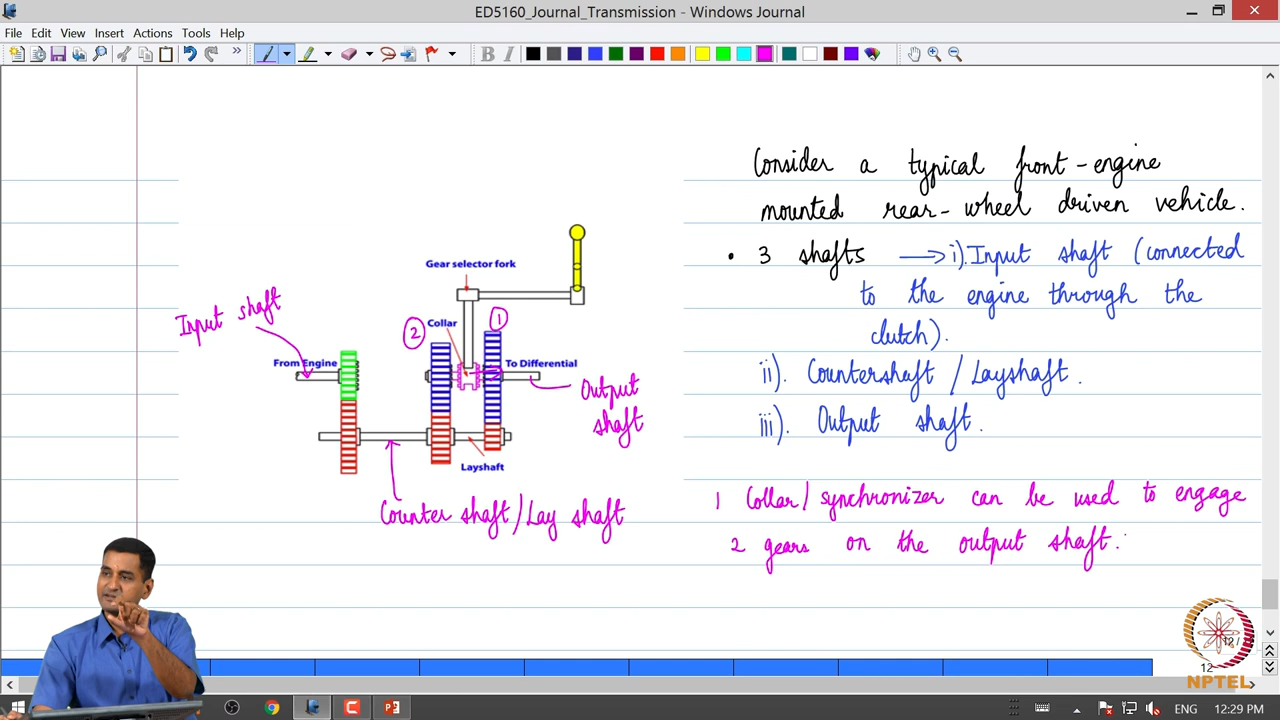 ED5160_Journal_Transmission - Windows Journal
File Edit View Insert Actions Tools Help
B I
Consider a typical front-engine
mounted rear-wheel driven vehicle.
• 3 shafts → i). Input shaft (connected
to the engine through the
clutch).
ii). Countershaft / Layshaft.
iii). Output shaft.
1 Collar/synchronizer can be used to engage
2 gears on the output shaft.
Gear selector fork
Input shaft
2
Collar
1
From Engine
To Differential
Output
shaft
Layshaft
Counter shaft/Lay shaft
12
12
NPTEL
ENG 12:29 PM